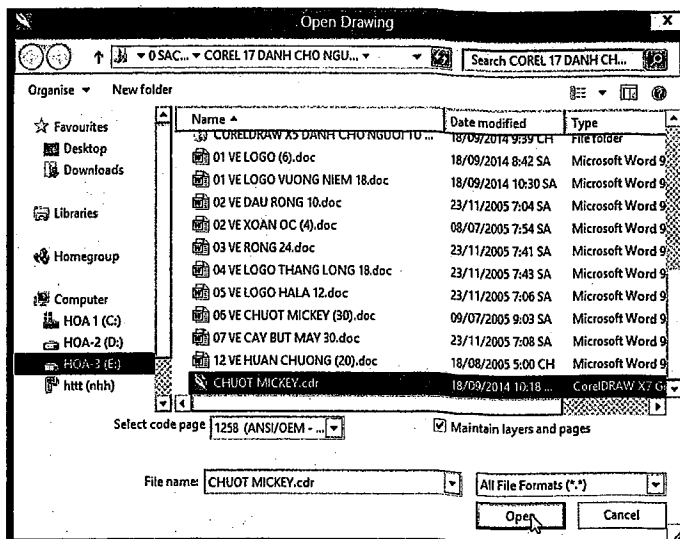 Open Drawing
x
0 SAC... COREL 17 DANH CHO NGU...
Search COREL 17 DANH CH...
Organise New folder
Favourites
Desktop
Downloads
Libraries
Homegroup
Computer
HOA 1 (C:)
HOA-2 (D:)
HOA-3 (E:)
httt (nhh)
Name Date modified Type
CORELDRAW X5 DANH CHO NGUOI TU ... 18/09/2014 9:39 CH File folder
01 VE LOGO (6).doc 18/09/2014 8:42 SA Microsoft Word 9
01 VE LOGO VUONG NIEM 18.doc 18/09/2014 10:30 SA Microsoft Word 9
02 VE DAU RONG 10.doc 23/11/2005 7:04 SA Microsoft Word 9
02 VE XOAN OC (4).doc 08/07/2005 7:54 SA Microsoft Word 9
03 VE RONG 24.doc 23/11/2005 7:41 SA Microsoft Word 9
04 VE LOGO THANG LONG 18.doc 23/11/2005 7:43 SA Microsoft Word 9
05 VE LOGO HALA 12.doc 23/11/2005 7:06 SA Microsoft Word 9
06 VE CHUOT MICKEY (30).doc 09/07/2005 9:03 SA Microsoft Word 9
07 VE CAY BUT MAY 30.doc 23/11/2005 7:08 SA Microsoft Word 9
12 VE HUAN CHUONG (20).doc 18/08/2005 5:00 CH Microsoft Word 9
CHUOT MICKEY.cdr 18/09/2014 10:18 ... CorelDRAW X7 G
Select code page 1258 (ANSI/OEM - ... Maintain layers and pages
File name: CHUOT MICKEY.cdr All File Formats (*.*)
Open Cancel